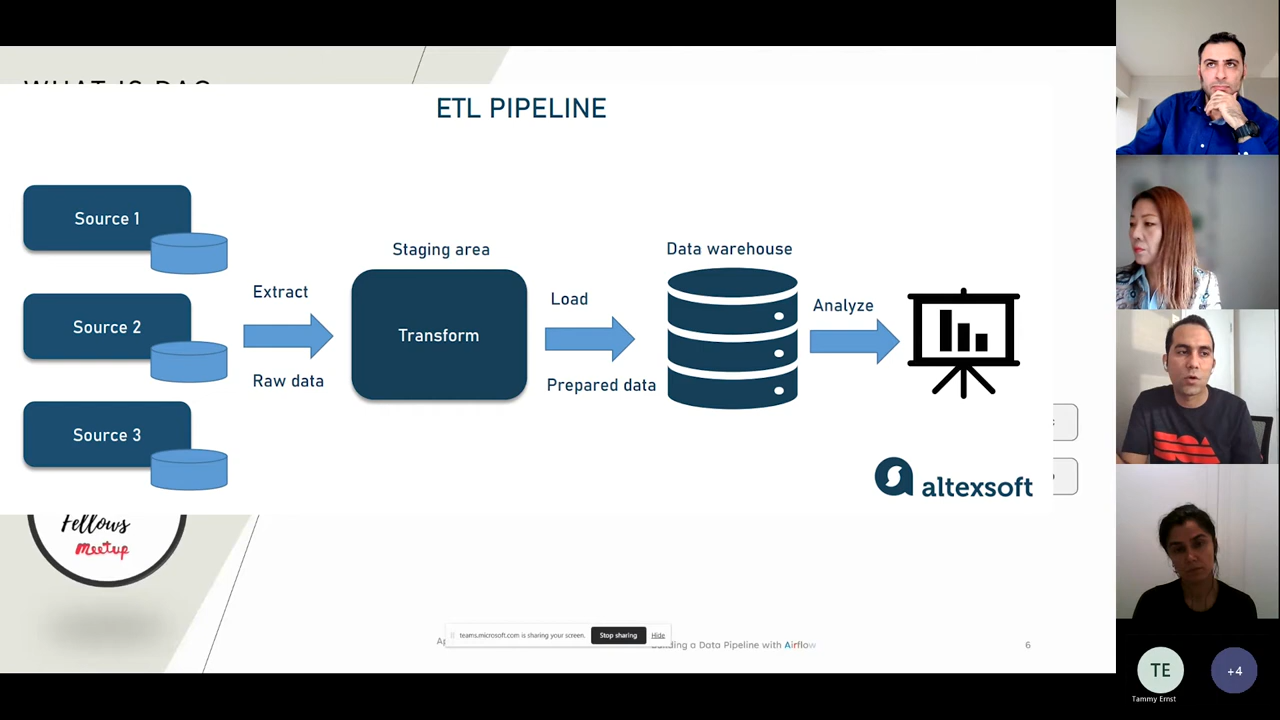 ETL PIPELINE
Source 1
Source 2
Source 3
Extract
Raw data
Staging area
Transform
Load
Prepared data
Data warehouse
Analyze
altexsoft
Fellows
meetup
teams.microsoft.com is sharing your screen.
Stop sharing
Hide
a Data Pipeline with Airflow
6
TE
Tammy Ernst
+4